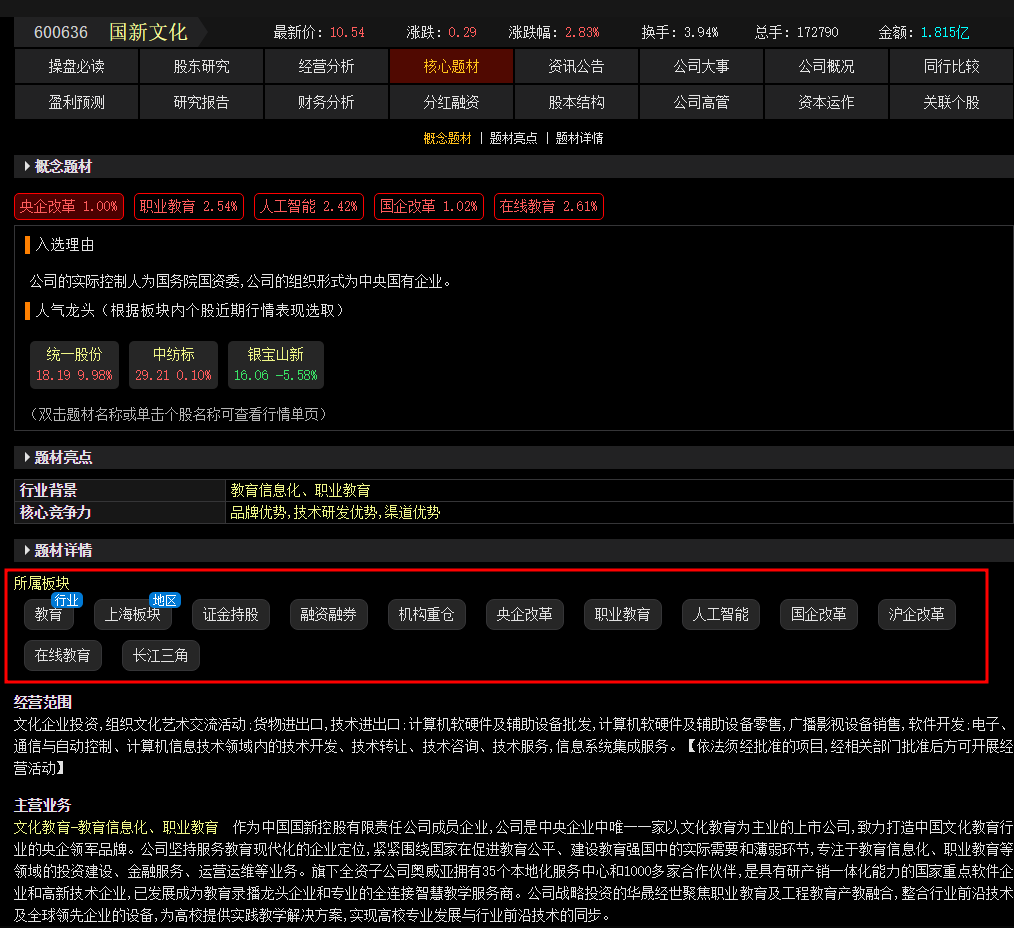 600636 国新文化 最新价: 10.54 涨跌: 0.29 涨跌幅: 2.83% 换手: 3.94% 总手: 172790 金额: 1.815亿
操盘必读 股东研究 经营分析 核心题材 资讯公告 公司大事 公司概况 同行比较
盈利预测 研究报告 财务分析 分红融资 股本结构 公司高管 资本运作 关联个股
概念题材 | 题材亮点 | 题材详情
概念题材
央企改革 1.00% 职业教育 2.54% 人工智能 2.42% 国企改革 1.02% 在线教育 2.61%
入选理由
公司的实际控制人为国务院国资委,公司的组织形式为中央国有企业。
人气龙头（根据板块内个股近期行情表现选取）
统一股份 中纺标 银宝山新
18.19 9.98% 29.21 0.10% 16.06 -5.58%
（双击题材名称或单击个股名称可查看行情单页）
题材亮点
行业背景 教育信息化、职业教育
核心竞争力 品牌优势,技术研发优势,渠道优势
题材详情
所属板块
行业 地区
教育 上海板块 证金持股 融资融券 机构重仓 央企改革 职业教育 人工智能 国企改革 沪企改革
在线教育 长江三角
经营范围
文化企业投资,组织文化艺术交流活动;货物进出口,技术进出口;计算机软硬件及辅助设备批发,计算机软硬件及辅助设备零售,广播影视设备销售,软件开发;电子、
通信与自动控制、计算机信息技术领域内的技术开发、技术转让、技术咨询、技术服务,信息系统集成服务。【依法须经批准的项目,经相关部门批准后方可开展经
营活动】
主营业务
文化教育-教育信息化、职业教育 作为中国国新控股有限责任公司成员企业,公司是中央企业中唯一一家以文化教育为主业的上市公司,致力打造中国文化教育行
业的央企领军品牌。公司坚持服务教育现代化的企业定位,紧紧围绕国家在促进教育公平、建设教育强国中的实际需要和薄弱环节,专注于教育信息化、职业教育等
领域的投资建设、金融服务、运营运维等业务。旗下全资子公司奥威亚拥有35个本地化服务中心和1000多家合作伙伴,是具有研产销一体化能力的国家重点软件企
业和高新技术企业,已发展成为教育录播龙头企业和专业的全连接智慧教学服务商。公司战略投资的华晟经世聚焦职业教育及工程教育产教融合,整合行业前沿技术
及全球领先企业的设备,为高校提供实践教学解决方案,实现高校专业发展与行业前沿技术的同步。